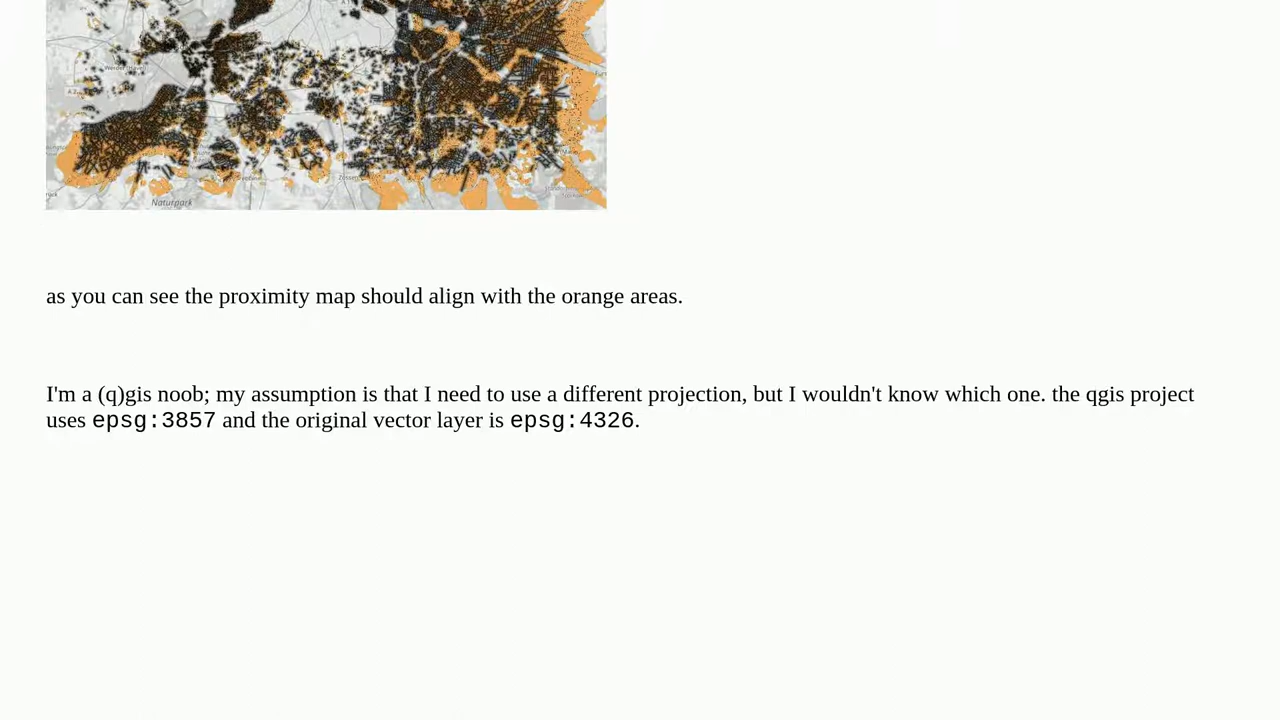 Naturpark
as you can see the proximity map should align with the orange areas.
I'm a (q)gis noob; my assumption is that I need to use a different projection, but I wouldn't know which one. the qgis project
uses epsg:3857 and the original vector layer is epsg:4326.